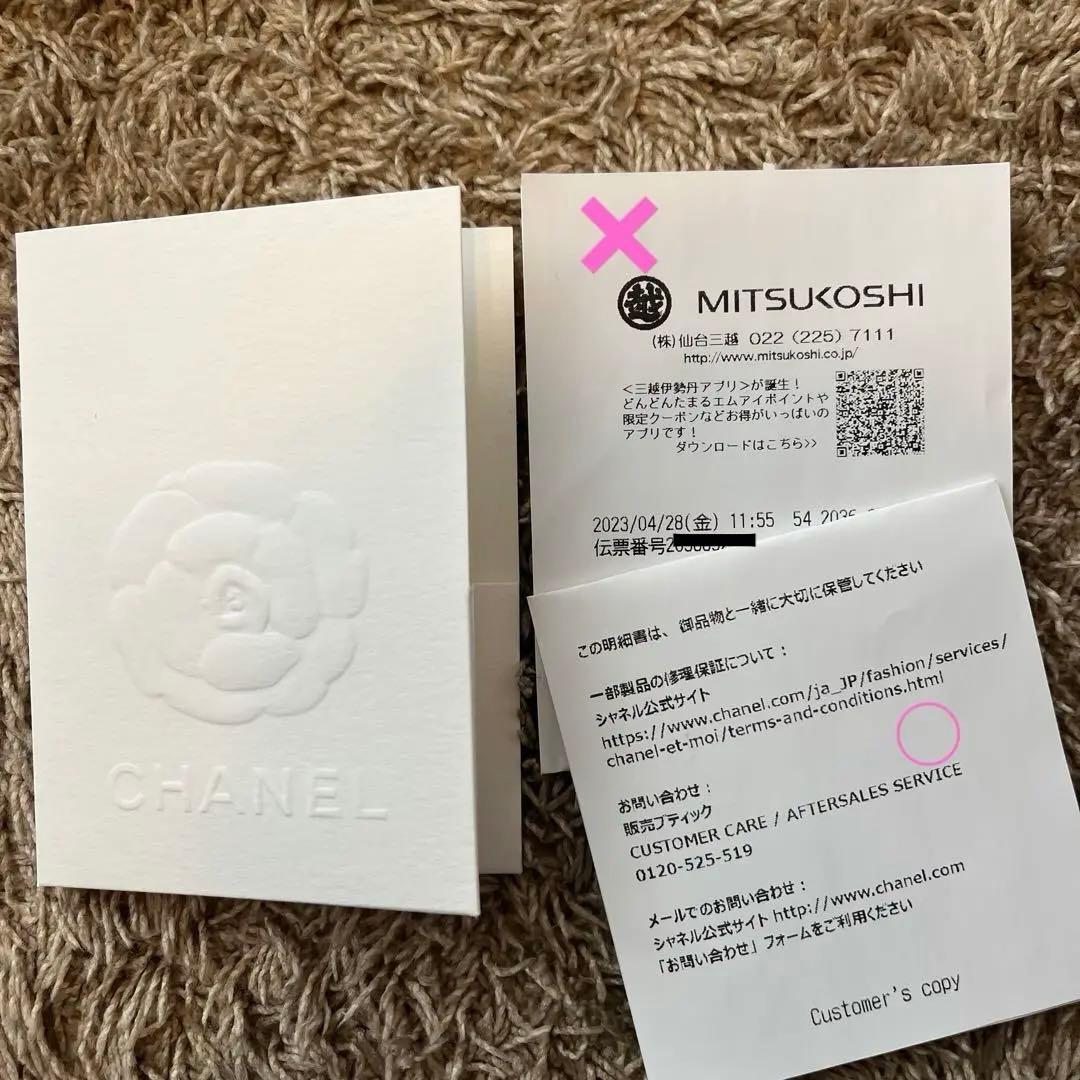 CHANEL
越 MITSUKOSHI
(株)仙台三越 022 (225) 7111
http://www.mitsukoshi.co.jp/
<三越伊勢丹アプリ>が誕生!
どんどんたまるエムアイポイントや
限定クーポンなどお得がいっぱいの
アプリです!
ダウンロードはこちら>>
2023/04/28(金) 11:55 54 2036
伝票番号
この明細書は、御品物と一緒に大切に保管してください
一部製品の修理保証について:
シャネル公式サイト
https://www.chanel.com/ja_JP/fashion/services/
chanel-et-moi/terms-and-conditions.html
お問い合わせ:
販売ブティック
CUSTOMER CARE / AFTERSALES SERVICE
0120-525-519
メールでのお問い合わせ:
シャネル公式サイト http://www.chanel.com
「お問い合わせ」フォームをご利用ください
Customer's copy